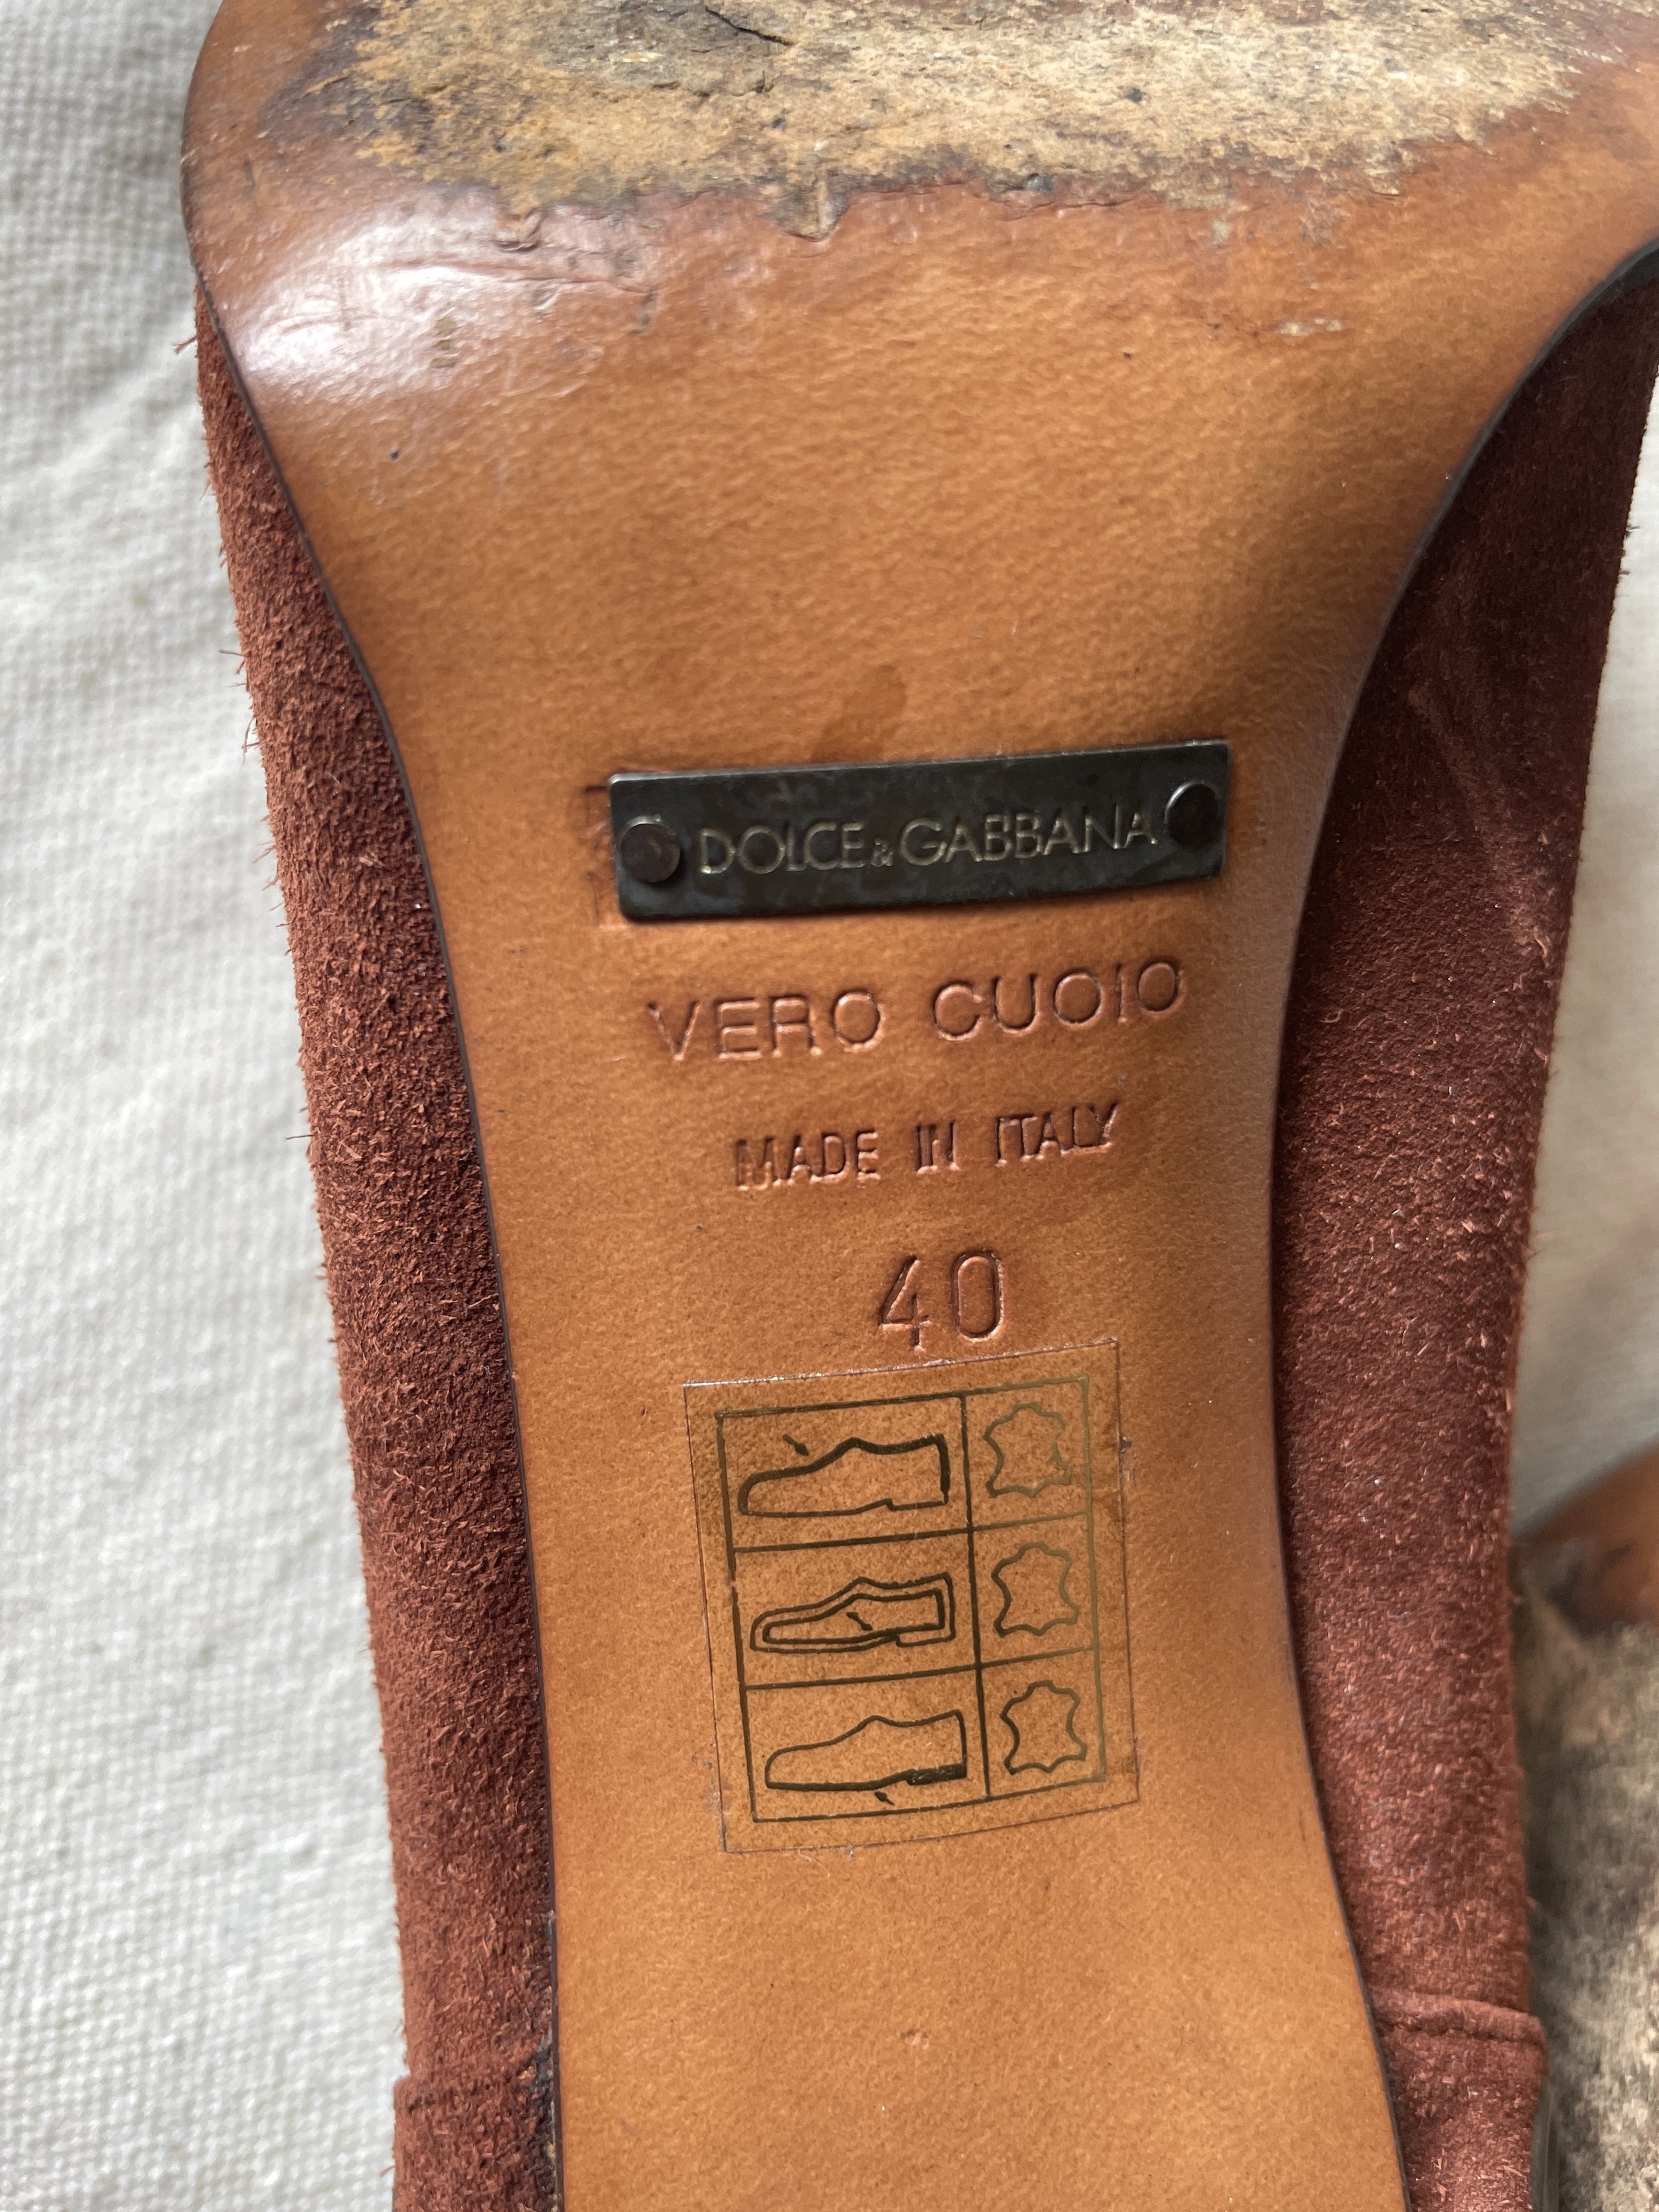 DOLCE&GABBANA
VERO CUOIO
MADE IN ITALY
40